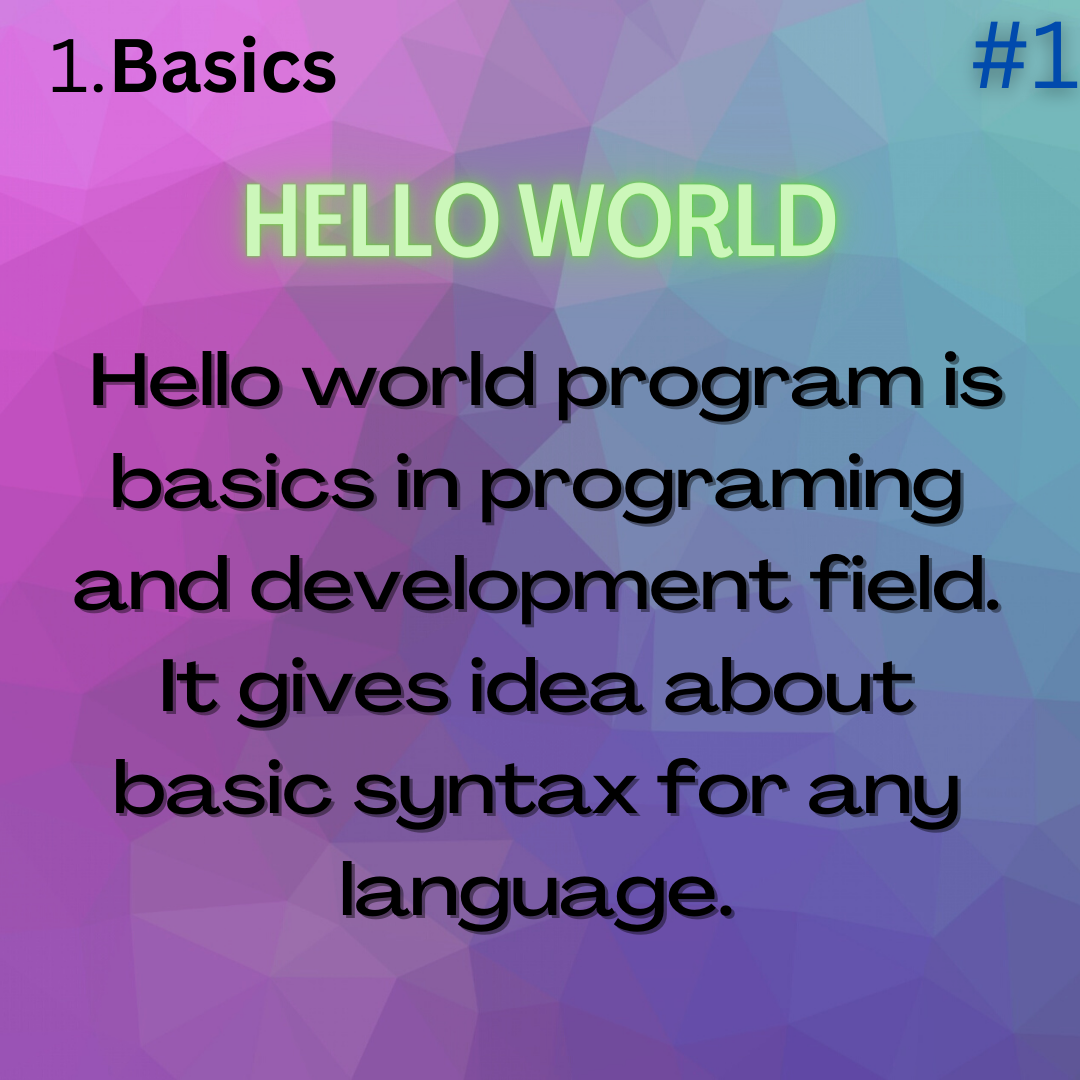 1.Basics
#1
HELLO WORLD
Hello world program is
basics in programing
and development field.
It gives idea about
basic syntax for any
language.